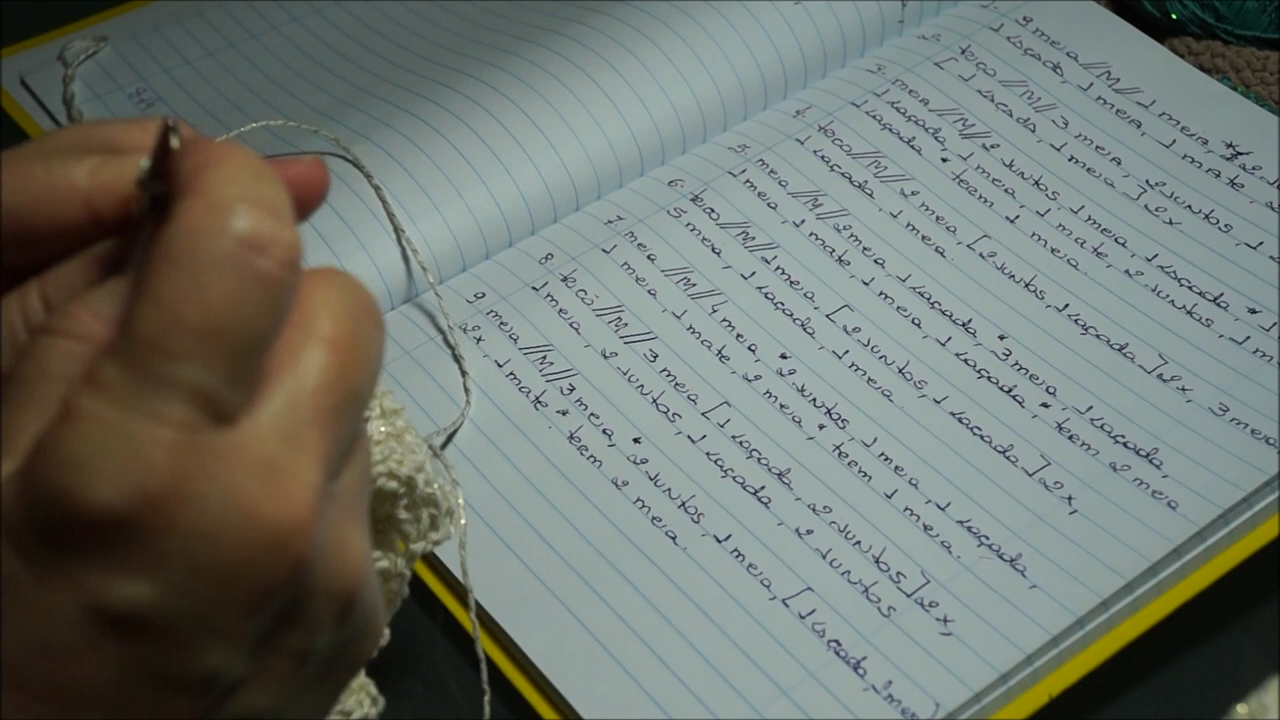 1. 9 meia //M// 1 meia, * 2
1 laçada, 1 meia, 1 mate,
2. teço //M// 3 meia, 2 juntos, 1
[1 laçada, 1 meia] 2x
3. meia //M// 2 juntos, 1 meia, 1 laçada * 1
1 laçada, 1 meia, 1 mate, 2 juntos, 1 m
1 laçada * teem 1 meia.
4. teço //M// 2 meia, [2 juntos, 1 laçada] 2x, 3 meia
1 laçada, 1 meia.
5. meia //M// 2 meia, 1 laçada * 3 meia, 1 laçada,
1 meia, 1 mate, 1 meia, 1 laçada, * teem 2 meia
6. teço //M// 1 meia, [2 juntos, 1 laçada] 2x,
5 meia, 1 laçada, 1 meia.
7 meia //M// 4 meia, * 2 juntos, 1 meia, 1 laçada,
1 meia, 1 mate, 2 meia, * teem 1 meia.
8 teço //M// 3 meia [1 laçada, 2 juntos] 2x,
1 meia, 2 juntos, 1 laçada, 2 juntos
9 meia //M// 3 meia, * 2 juntos, 1 meia, [1 laçada, 1 meia]
2x, 1 mate * teem 2 meia.